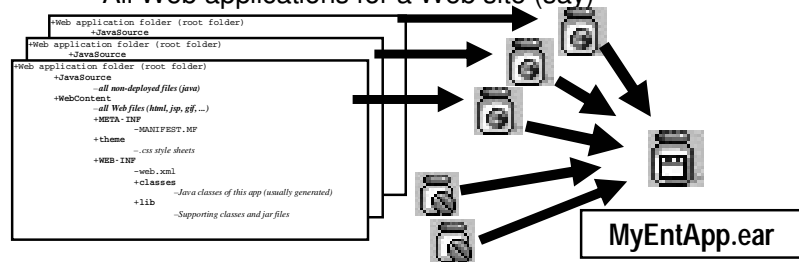 All Web applications for a Web site (say)
+Web application folder (root folder)
+JavaSource
+Web application folder (root folder)
+JavaSource
+Web application folder (root folder)
+JavaSource
–all non-deployed files (java)
+WebContent
–all Web files (html, jsp, gif, ...)
+META-INF
-MANIFEST.MF
+theme
–.css style sheets
+WEB-INF
-web.xml
+classes
–Java classes of this app (usually generated)
+lib
–Supporting classes and jar files
MyEntApp.ear